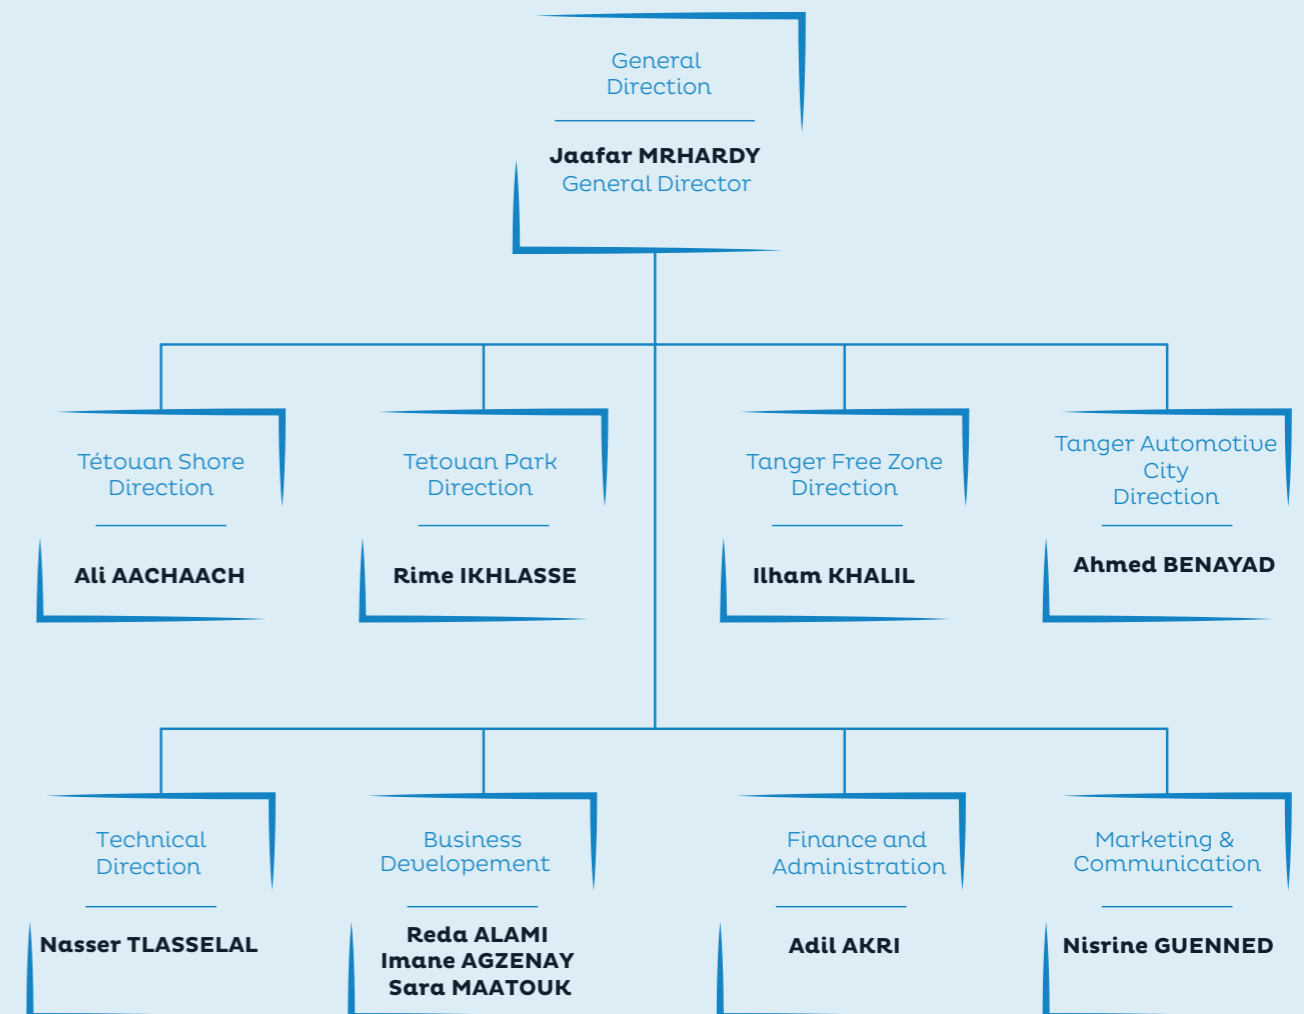 General
Direction
Jaafar MRHARDY
General Director
Tétouan Shore
Direction
Ali AACHAACH
Tetouan Park
Direction
Rime IKHLASSE
Tanger Free Zone
Direction
Ilham KHALIL
Tanger Automotive
City
Direction
Ahmed BENAYAD
Technical
Direction
Nasser TLASSELAL
Business
Developement
Reda ALAMI
Imane AGZENAY
Sara MAATOUK
Finance and
Administration
Adil AKRI
Marketing &
Communication
Nisrine GUENNED